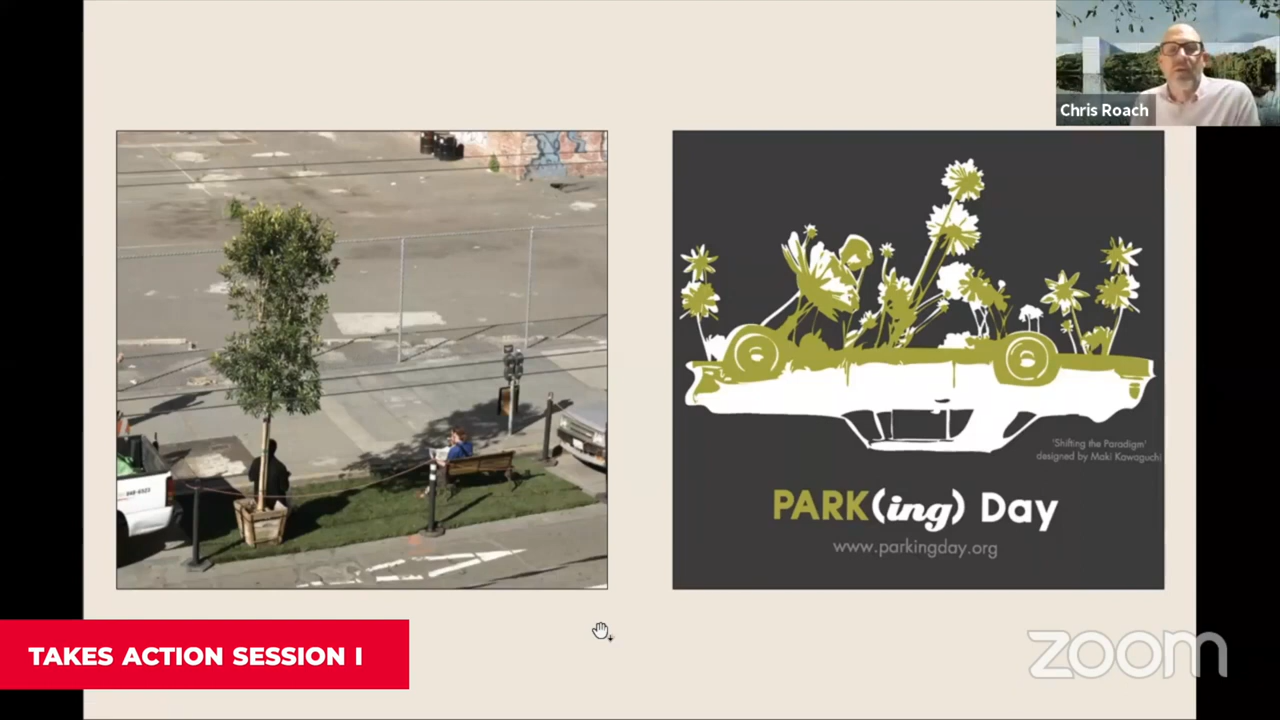 Chris Roach
'Shifting the Paradigm'
designed by Maki Kawaguchi
PARK(ing) Day
www.parkingday.org
TAKES ACTION SESSION I
zoom